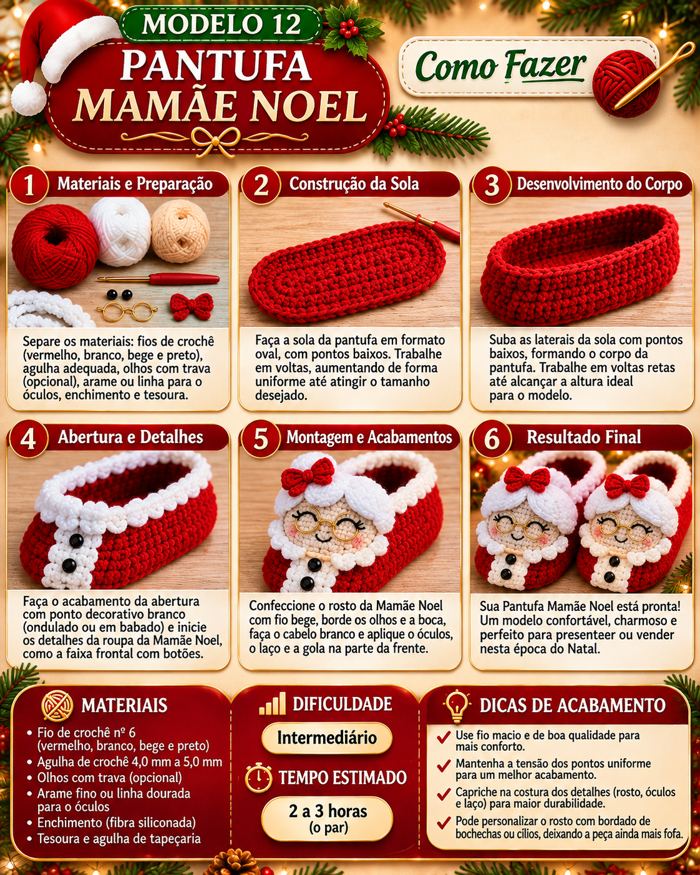 MODELO 12
PANTUFA
MAMÃE NOEL
Como Fazer
1 Materiais e Preparação
Separe os materiais: fios de crochê
(vermelho, branco, bege e preto),
agulha adequada, olhos com trava
(opcional), arame ou linha para o
óculos, enchimento e tesoura.
2 Construção da Sola
Faça a sola da pantufa em formato
oval, com pontos baixos. Trabalhe
em voltas, aumentando de forma
uniforme até atingir o tamanho
desejado.
3 Desenvolvimento do Corpo
Suba as laterais da sola com pontos
baixos, formando o corpo da
pantufa. Trabalhe em voltas retas
até alcançar a altura ideal
para o modelo.
4 Abertura e Detalhes
Faça o acabamento da abertura
com ponto decorativo branco
(ondulado ou em babado) e inicie
os detalhes da roupa da Mamãe Noel,
como a faixa frontal com botões.
5 Montagem e Acabamentos
Confeccione o rosto da Mamãe Noel
com fio bege, borde os olhos e a boca,
faça o cabelo branco e aplique o óculos,
o laço e a gola na parte da frente.
6 Resultado Final
Sua Pantufa Mamãe Noel está pronta!
Um modelo confortável, charmoso e
perfeito para presentear ou vender
nesta época do Natal.
MATERIAIS
• Fio de crochê nº 6
(vermelho, branco, bege e preto)
• Agulha de crochê 4,0 mm a 5,0 mm
• Olhos com trava (opcional)
• Arame fino ou linha dourada
para o óculos
• Enchimento (fibra siliconada)
• Tesoura e agulha de tapeçaria
DIFICULDADE
Intermediário
TEMPO ESTIMADO
2 a 3 horas
(o par)
DICAS DE ACABAMENTO
Use fio macio e de boa qualidade para
mais conforto.
Mantenha a tensão dos pontos uniforme
para um melhor acabamento.
Capriche na costura dos detalhes (rosto, óculos
e laço) para maior durabilidade.
Pode personalizar o rosto com bordado de
bochechas ou cílios, deixando a peça ainda mais fofa.